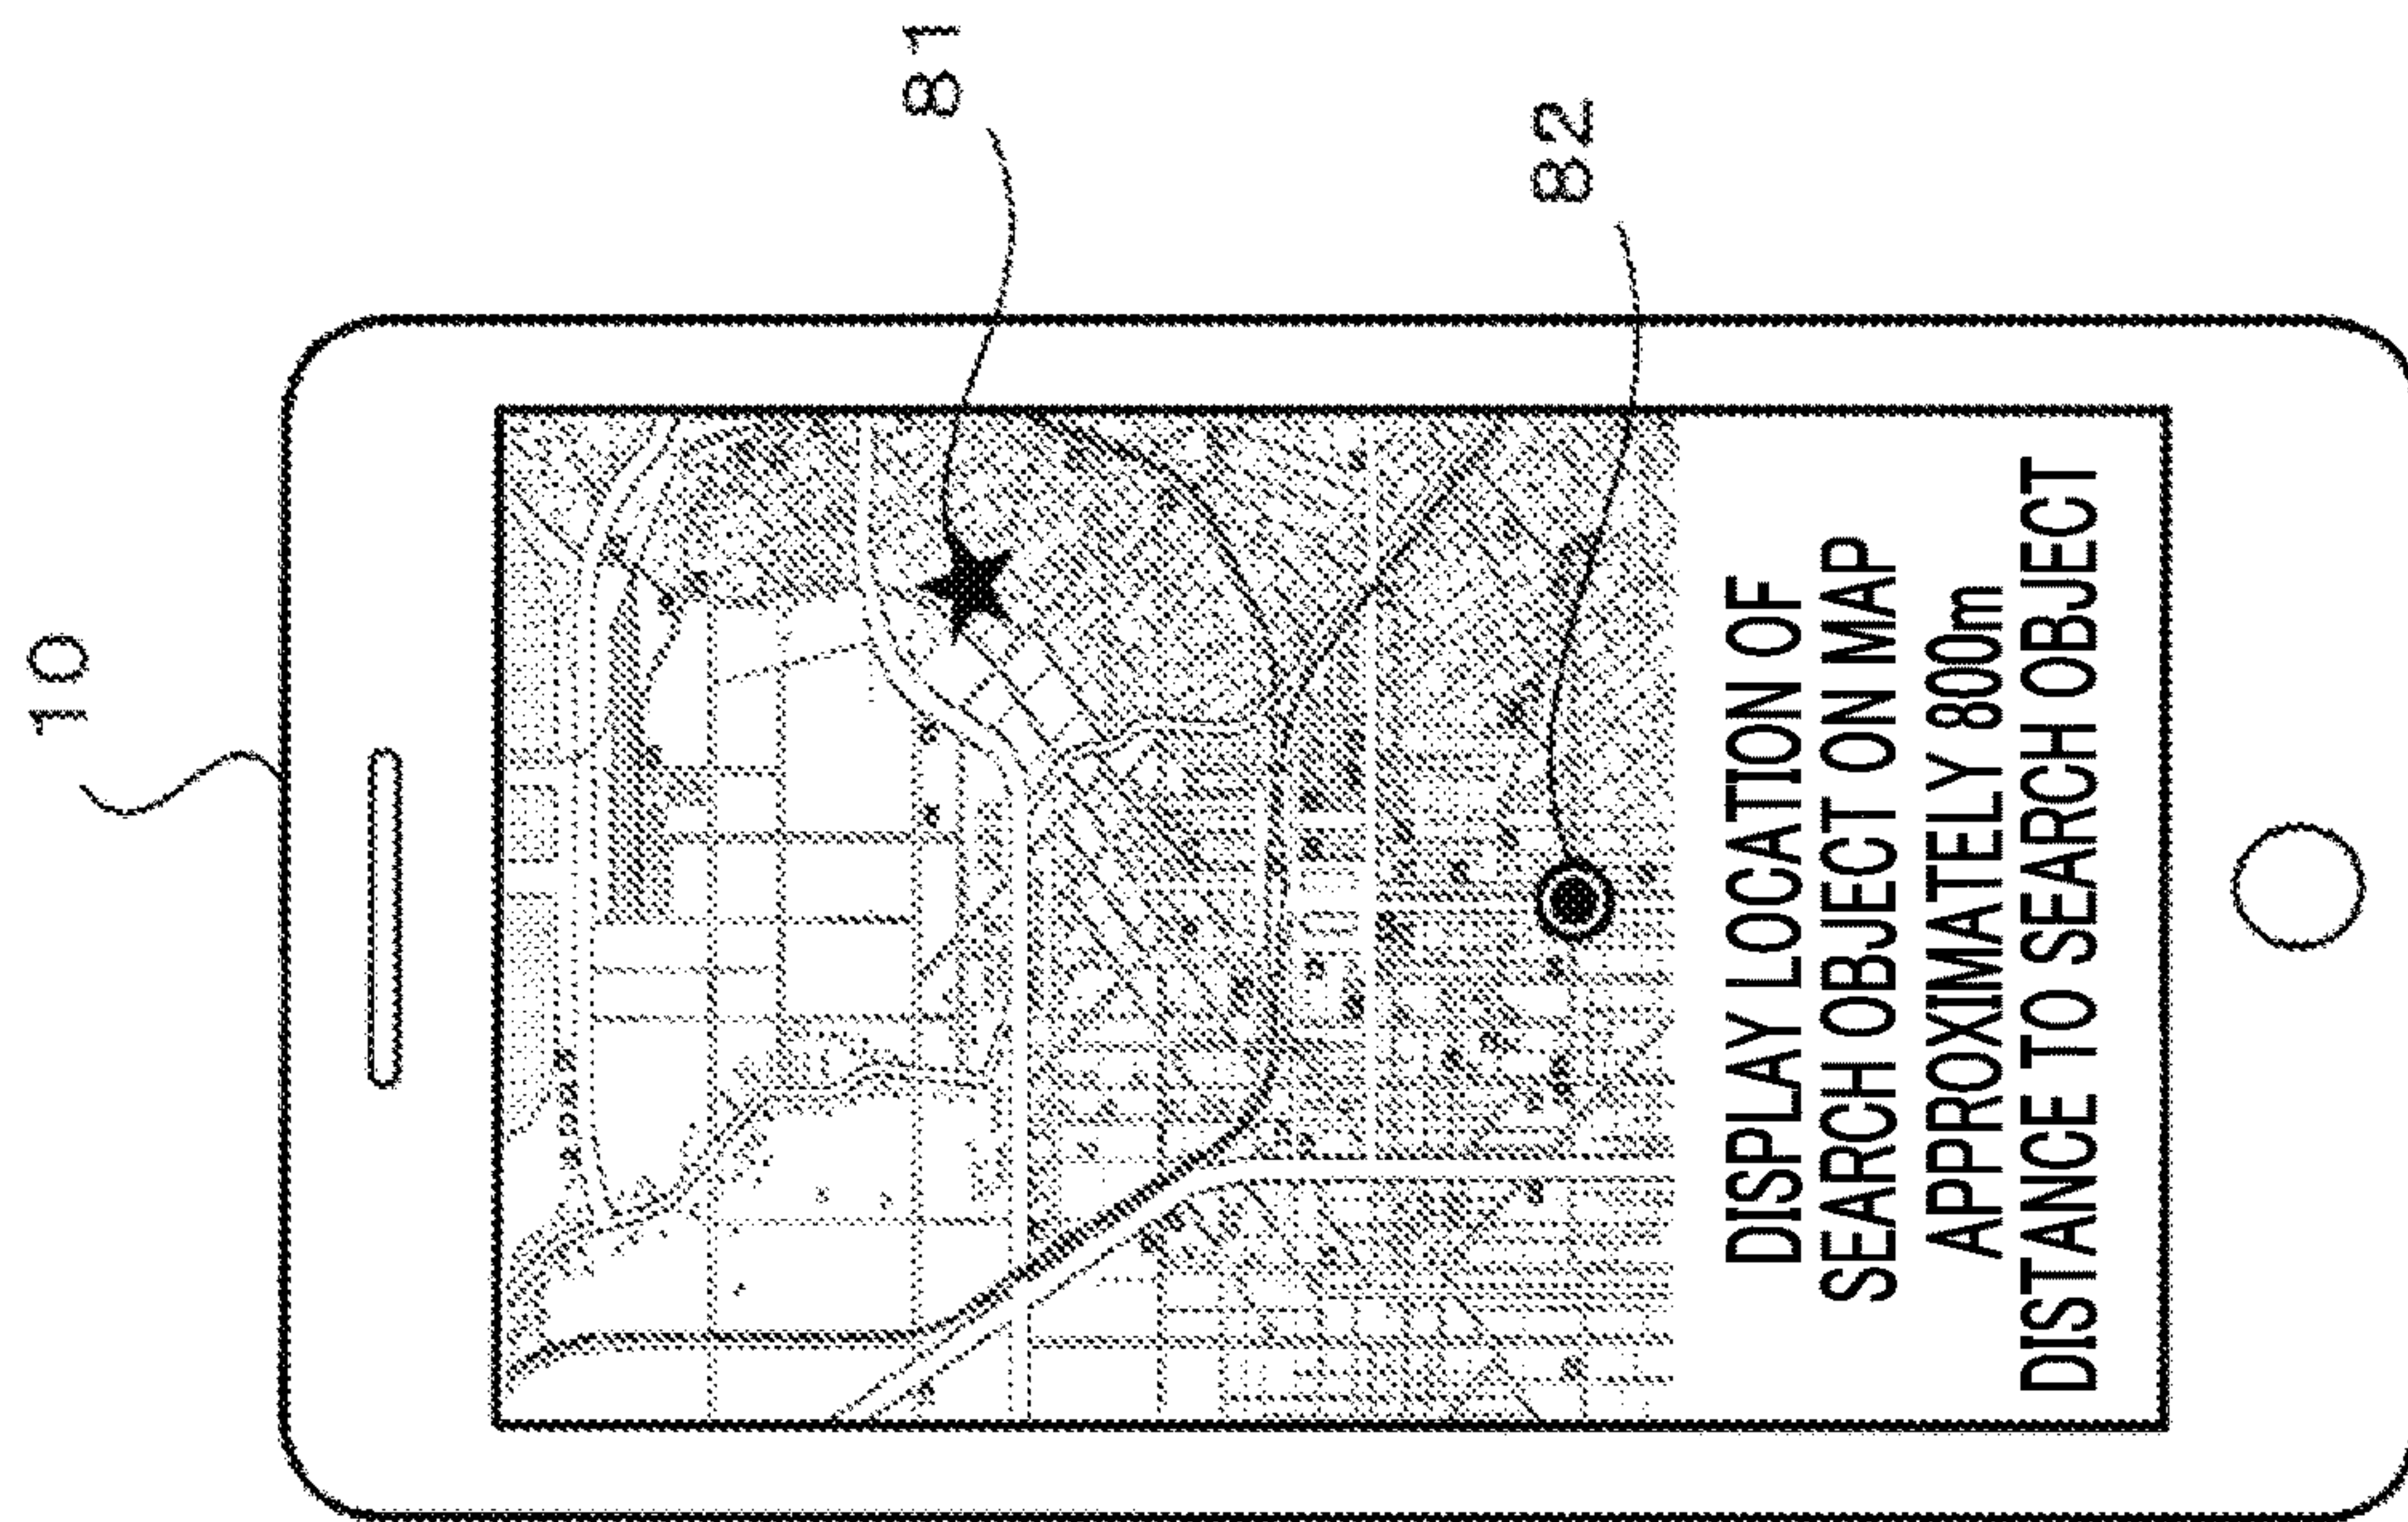 10
81
82
DISPLAY LOCATION OF
SEARCH OBJECT ON MAP
APPROXIMATELY 800m
DISTANCE TO SEARCH OBJECT